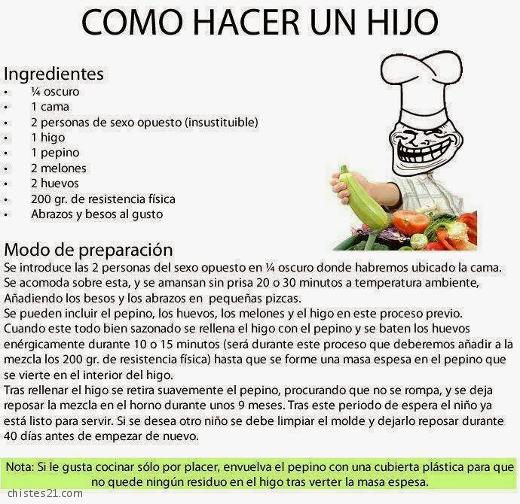 COMO HACER UN HIJO
Ingredientes
• ¼ oscuro
• 1 cama
• 2 personas de sexo opuesto (insustituible)
• 1 higo
• 1 pepino
• 2 melones
• 2 huevos
• 200 gr. de resistencia física
• Abrazos y besos al gusto
Modo de preparación
Se introduce las 2 personas del sexo opuesto en ¼ oscuro donde habremos ubicado la cama.
Se acomoda sobre esta, y se amansan sin prisa 20 o 30 minutos a temperatura ambiente,
Añadiendo los besos y los abrazos en pequeñas pizcas.
Se pueden incluir el pepino, los huevos, los melones y el higo en este proceso previo.
Cuando este todo bien sazonado se rellena el higo con el pepino y se baten los huevos
enérgicamente durante 10 o 15 minutos (será durante este proceso que deberemos añadir a la
mezcla los 200 gr. de resistencia física) hasta que se forme una masa espesa en el pepino que
se vierte en el interior del higo.
Tras rellenar el higo se retira suavemente el pepino, procurando que no se rompa, y se deja
reposar la mezcla en el horno durante unos 9 meses. Tras este periodo de espera el niño ya
está listo para servir. Si se desea otro niño se debe limpiar el molde y dejarlo reposar durante
40 días antes de empezar de nuevo.
Nota: Si le gusta cocinar sólo por placer, envuelva el pepino con una cubierta plástica para que
no quede ningún residuo en el higo tras verter la masa espesa.
chistes21.com